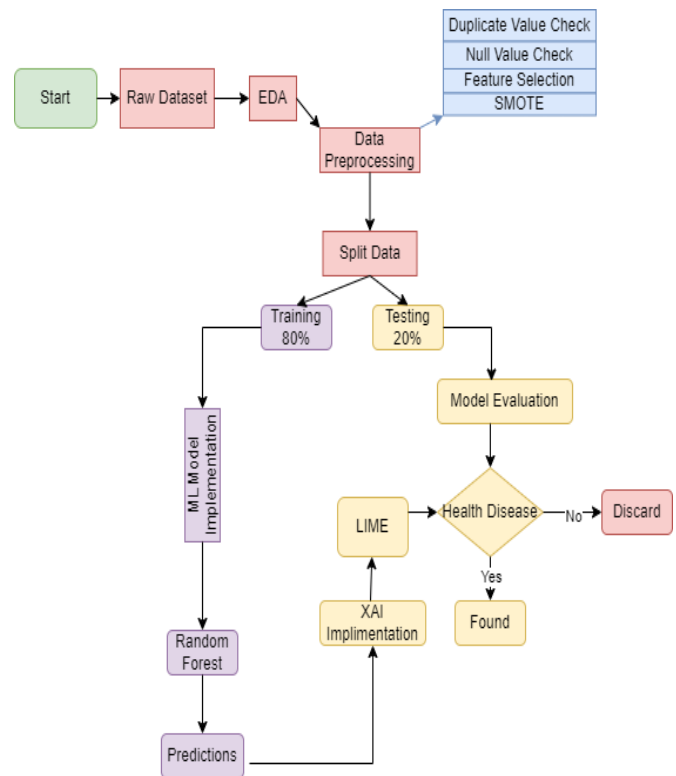 Duplicate Value Check
Null Value Check
Feature Selection
SMOTE
Start
Raw Dataset
EDA
Data
Preprocessing
Split Data
Training
80%
Testing
20%
Model Evaluation
ML Model
Implementation
LIME
Health Disease
No
Discard
Yes
XAI
Implimentation
Found
Random
Forest
Predictions